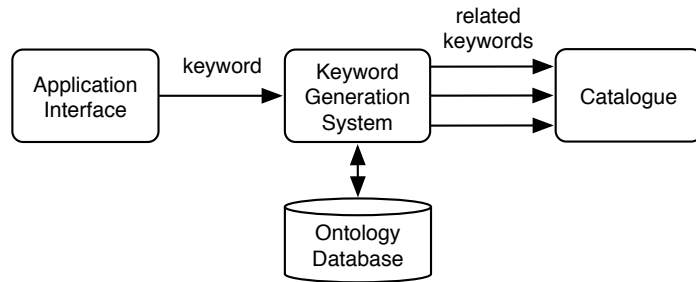 related
keywords
keyword
Application
Interface
Keyword
Generation
System
Catalogue
Ontology
Database